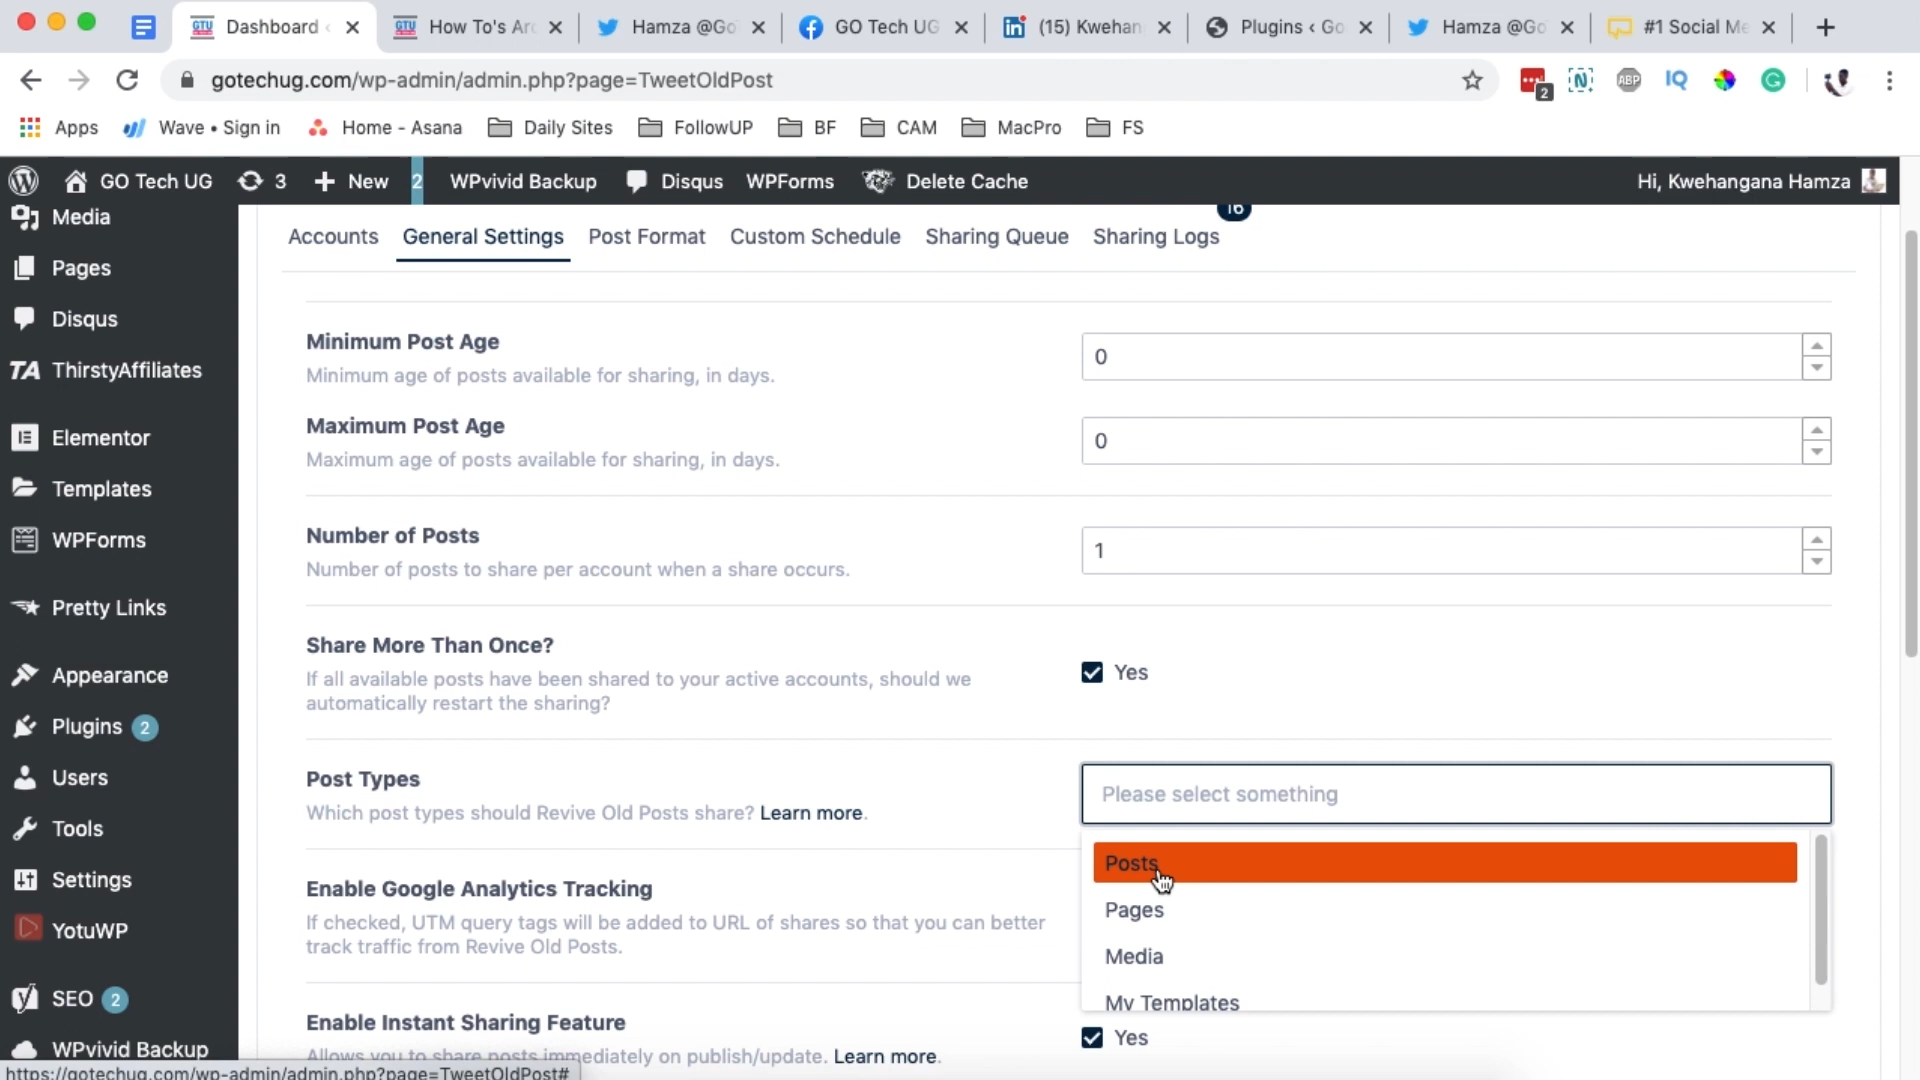 Dashboard ‹
How To's Arc
Hamza @Go
GO Tech UG
(15) Kwehan
Plugins ‹ Go
Hamza @Go
#1 Social Me
gotechug.com/wp-admin/admin.php?page=TweetOldPost
2
ABP
IQ
Apps
Wave • Sign in
Home - Asana
Daily Sites
FollowUP
BF
CAM
MacPro
FS
GO Tech UG
3
New
2
WPvivid Backup
Disqus
WPForms
Delete Cache
Hi, Kwehangana Hamza
Media
Pages
Disqus
TA ThirstyAffiliates
Elementor
Templates
WPForms
Pretty Links
Appearance
Plugins 2
Users
Tools
Settings
YotuWP
SEO 2
WPvivid Backup
16
Accounts
General Settings
Post Format
Custom Schedule
Sharing Queue
Sharing Logs
Minimum Post Age
Minimum age of posts available for sharing, in days.
0
Maximum Post Age
Maximum age of posts available for sharing, in days.
0
Number of Posts
Number of posts to share per account when a share occurs.
1
Share More Than Once?
If all available posts have been shared to your active accounts, should we
automatically restart the sharing?
Yes
Post Types
Which post types should Revive Old Posts share? Learn more.
Please select something
Posts
Pages
Media
My Templates
Enable Google Analytics Tracking
If checked, UTM query tags will be added to URL of shares so that you can better
track traffic from Revive Old Posts.
Enable Instant Sharing Feature
Allows you to share posts immediately on publish/update. Learn more.
Yes
https://gotechug.com/wp-admin/admin.php?page=TweetOldPost#